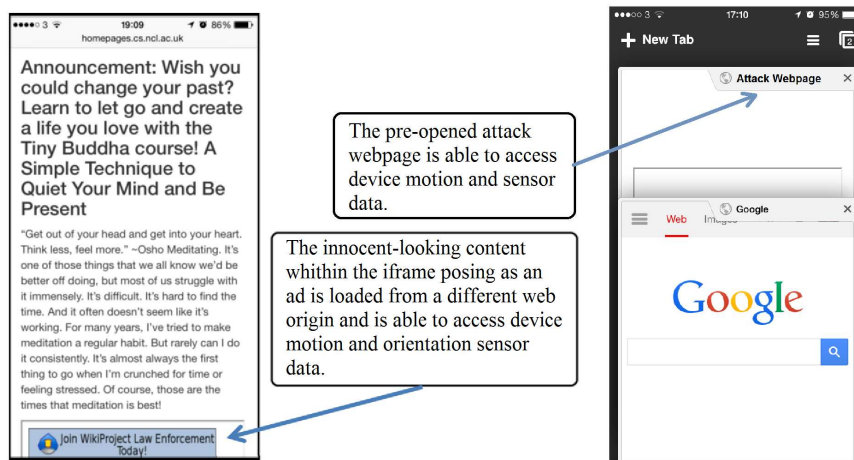 3 19:09 86%
homepages.cs.ncl.ac.uk
Announcement: Wish you
could change your past?
Learn to let go and create
a life you love with the
Tiny Buddha course! A
Simple Technique to
Quiet Your Mind and Be
Present
“Get out of your head and get into your heart.
Think less, feel more.” ~Osho Meditating. It’s
one of those things that we all know we’d be
better off doing, but most of us struggle with
it immensely. It’s difficult. It’s hard to find the
time. And it often doesn’t seem like it’s
working. For many years, I’ve tried to make
meditation a regular habit. But rarely can I do
it consistently. It’s almost always the first
thing to go when I’m crunched for time or
feeling stressed. Of course, those are the
times that meditation is best!
Join WikiProject Law Enforcement
Today!
The pre-opened attack
webpage is able to access
device motion and sensor
data.
The innocent-looking content
whithin the iframe posing as an
ad is loaded from a different web
origin and is able to access device
motion and orientation sensor
data.
3 17:10 95%
+ New Tab 2
Attack Webpage ×
Google ×
Web Images
Google